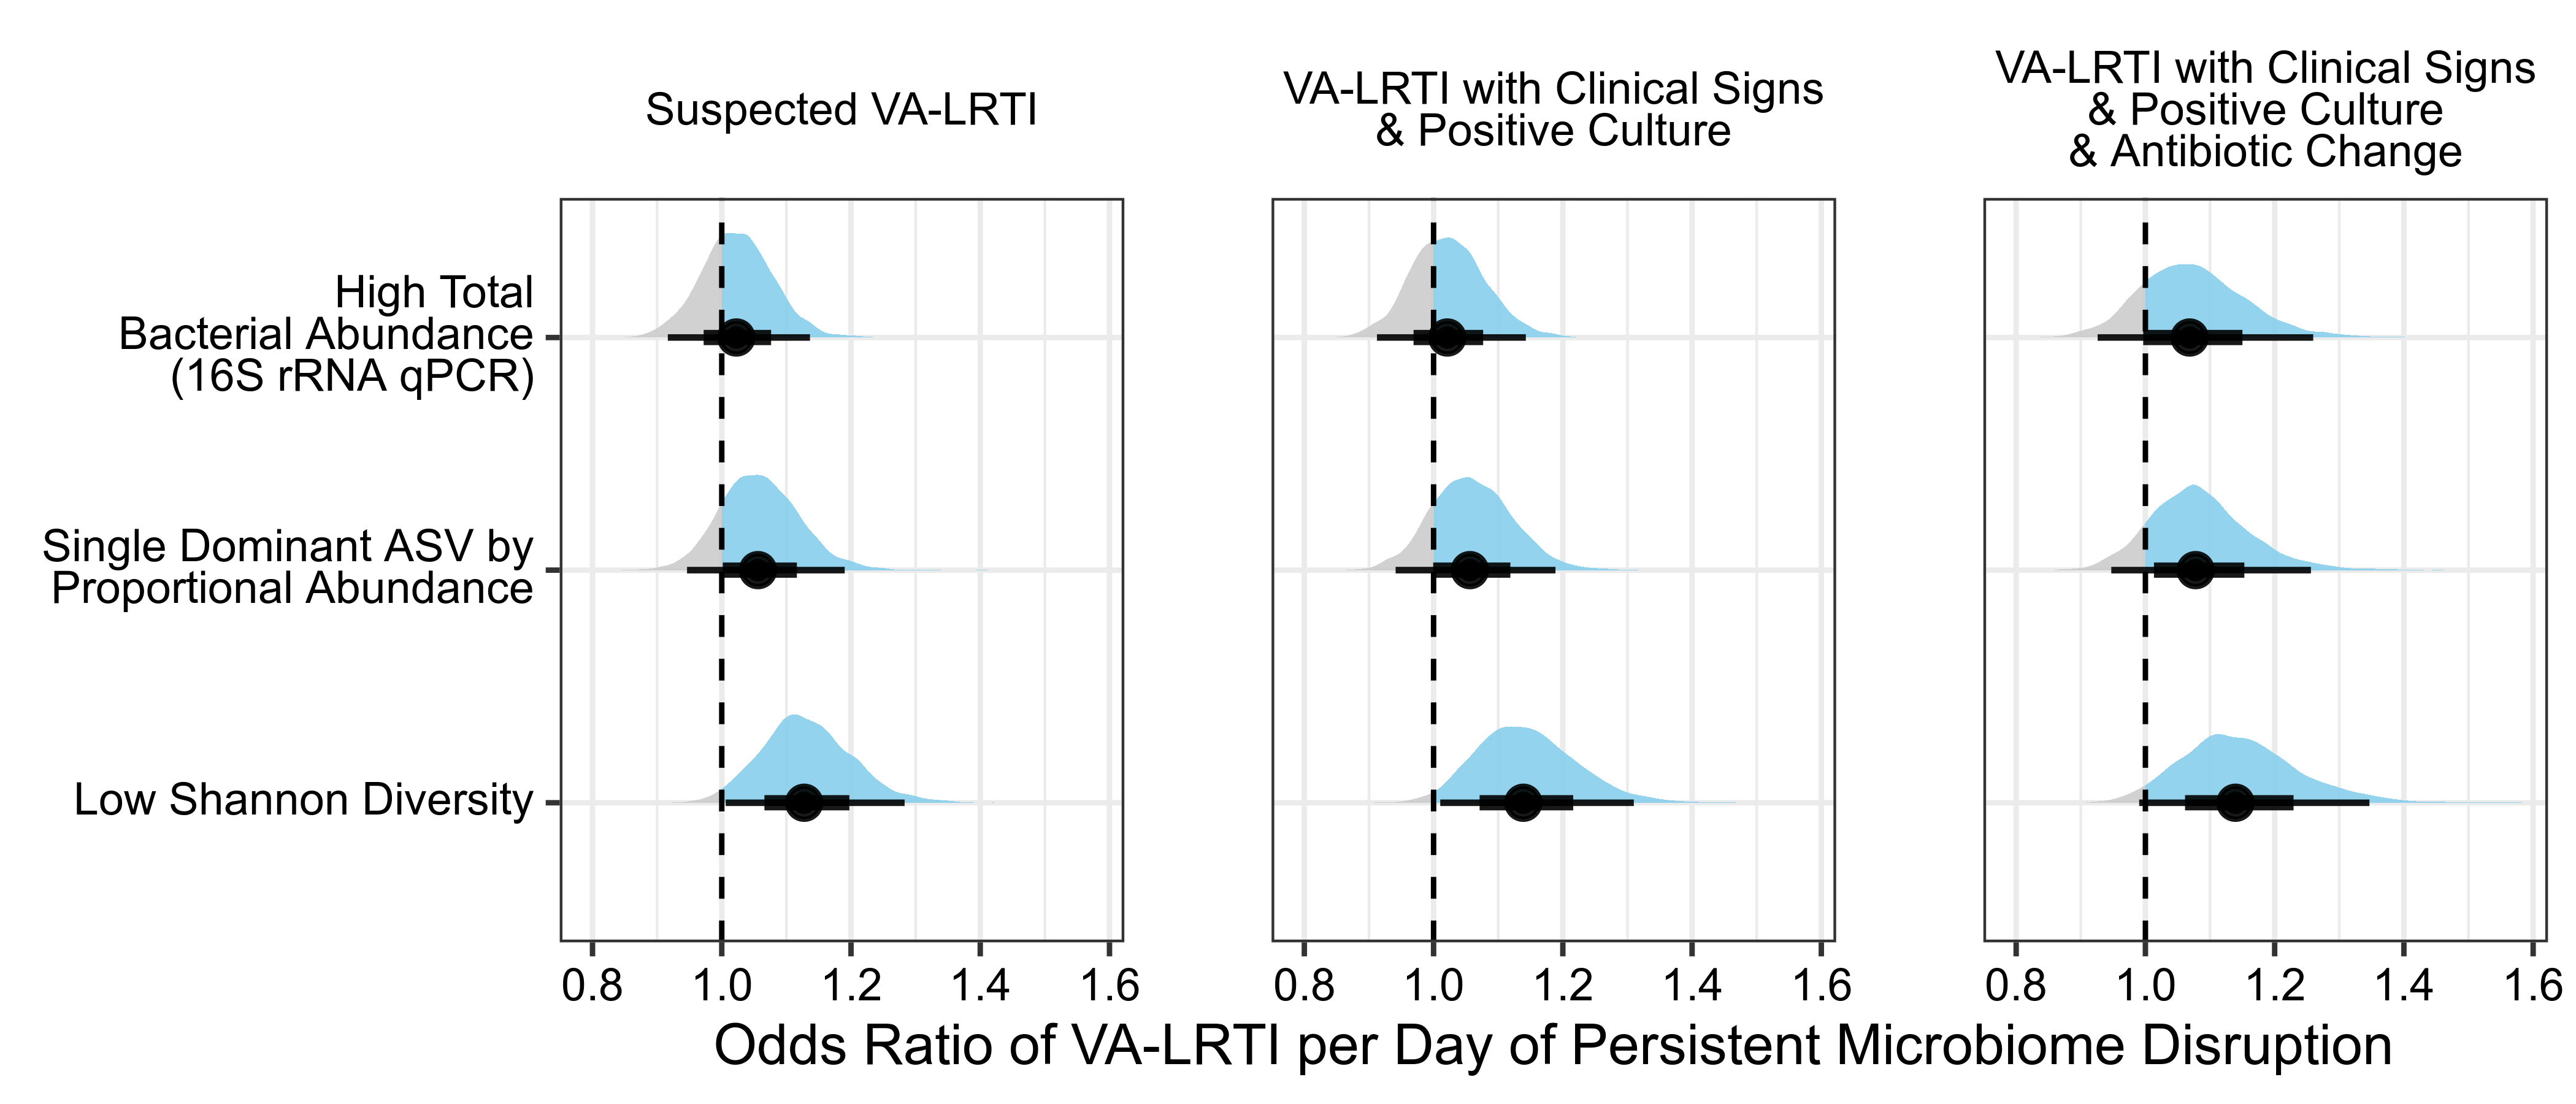 Suspected VA-LRTI
VA-LRTI with Clinical Signs
& Positive Culture
VA-LRTI with Clinical Signs
& Positive Culture
& Antibiotic Change
High Total
Bacterial Abundance
(16S rRNA qPCR)
Single Dominant ASV by
Proportional Abundance
Low Shannon Diversity
0.8 1.0 1.2 1.4 1.6
0.8 1.0 1.2 1.4 1.6
0.8 1.0 1.2 1.4 1.6
Odds Ratio of VA-LRTI per Day of Persistent Microbiome Disruption